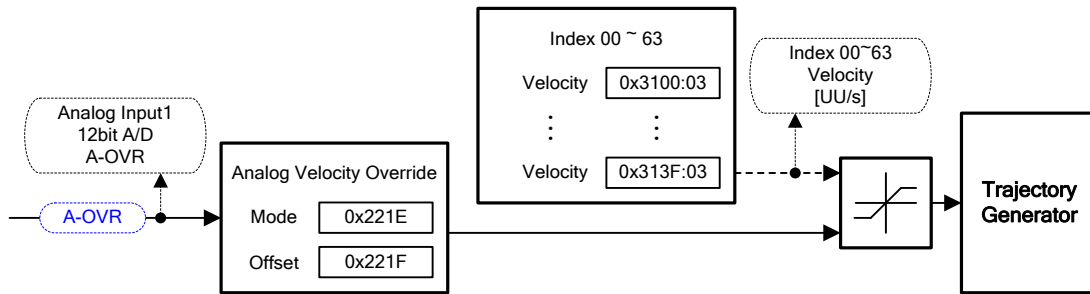 Analog Input1
12bit A/D
A-OVR
A-OVR
Analog Velocity Override
Mode 0x221E
Offset 0x221F
Index 00 ~ 63
Velocity 0x3100:03
Velocity 0x313F:03
Index 00~63
Velocity
[UU/s]
Trajectory
Generator